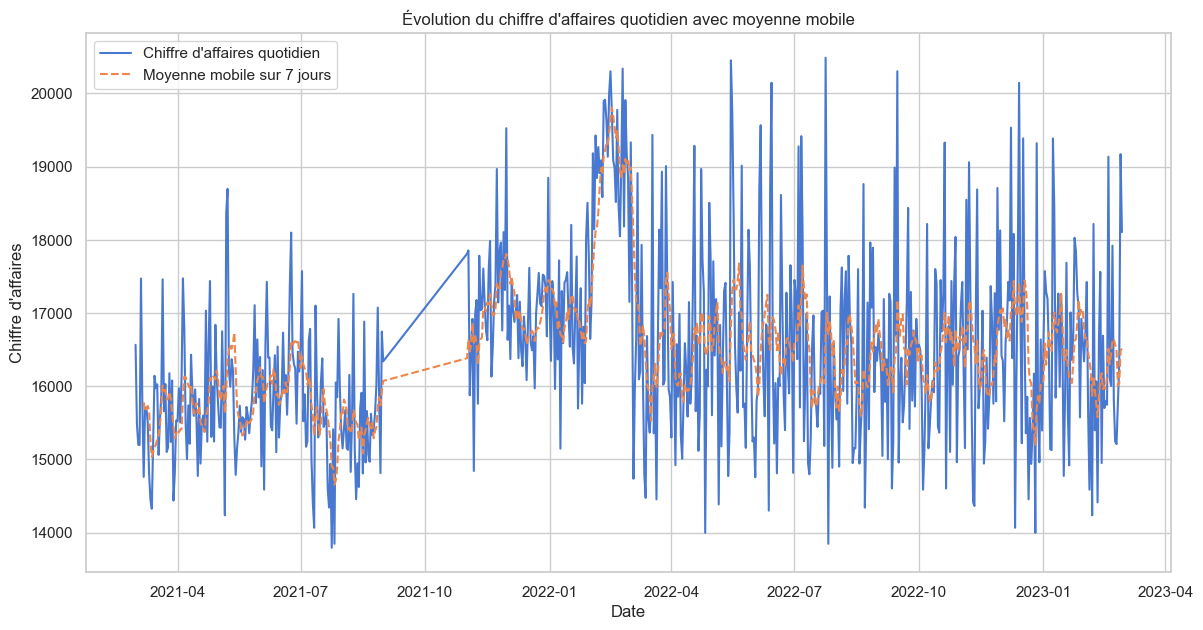 Évolution du chiffre d'affaires quotidien avec moyenne mobile
Chiffre d'affaires quotidien
Moyenne mobile sur 7 jours
Chiffre d'affaires
20000
19000
18000
17000
16000
15000
14000
2021-04 2021-07 2021-10 2022-01 2022-04 2022-07 2022-10 2023-01 2023-04
Date